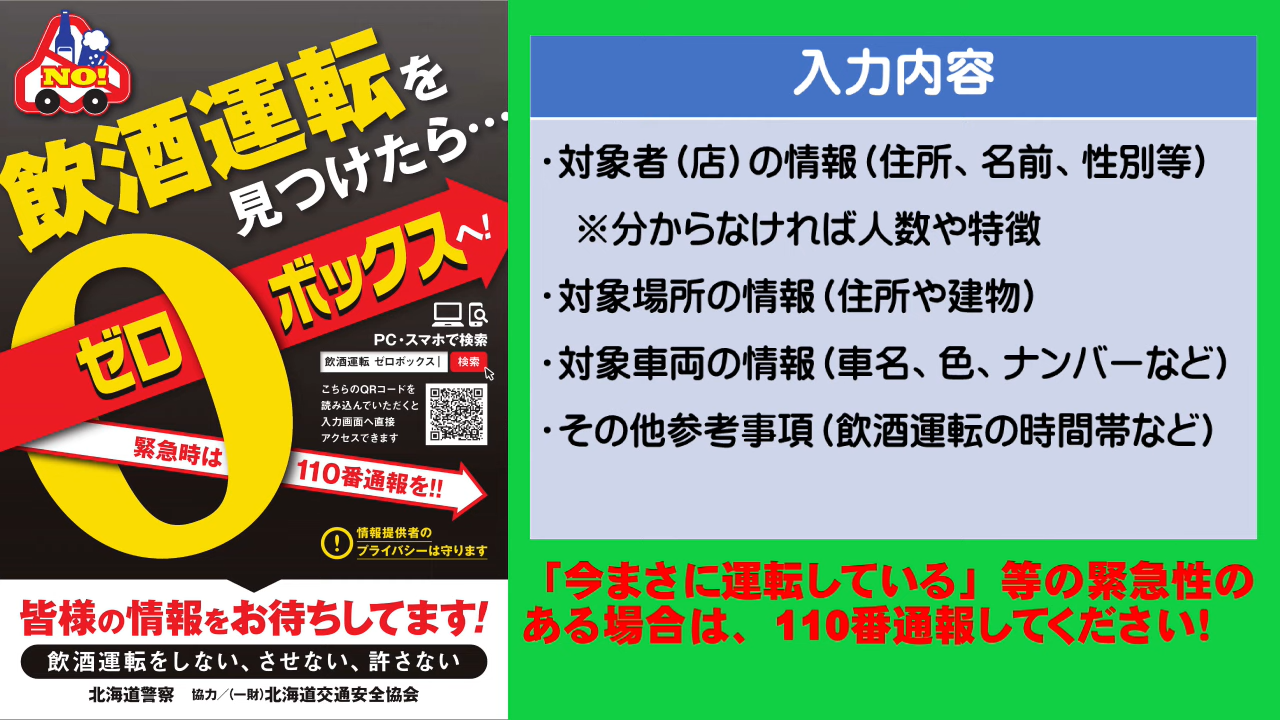 NO!
飲酒運転を
見つけたら…
ゼロボックスへ!
PC・スマホで検索
飲酒運転 ゼロボックス| 検索
こちらのQRコードを
読み込んでいただくと
入力画面へ直接
アクセスできます
緊急時は110番通報を!!
! 情報提供者の
プライバシーは守ります
皆様の情報をお待ちしてます!
飲酒運転をしない、させない、許さない
北海道警察 協力/(一財)北海道交通安全協会
入力内容
・対象者(店)の情報(住所、名前、性別等)
※分からなければ人数や特徴
・対象場所の情報(住所や建物)
・対象車両の情報(車名、色、ナンバーなど)
・その他参考事項(飲酒運転の時間帯など)
「今まさに運転している」等の緊急性の
ある場合は、110番通報してください!